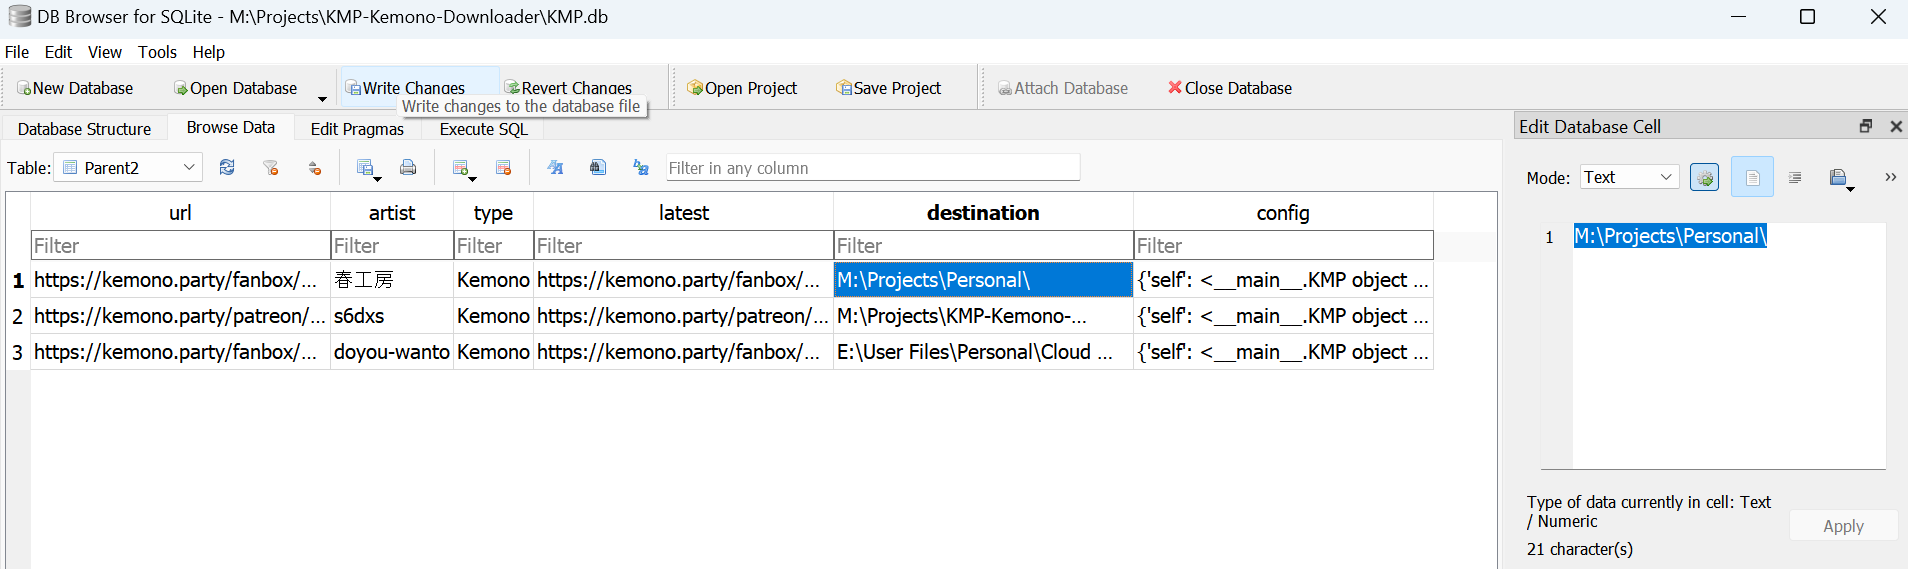 DB Browser for SQLite - M:\Projects\KMP-Kemono-Downloader\KMP.db
File Edit View Tools Help
New Database Open Database Write Changes Revert Changes Open Project Save Project Attach Database Close Database
Write changes to the database file
Database Structure Browse Data Edit Pragmas Execute SQL
Table: Parent2 Filter in any column
url artist type latest destination config
Filter Filter Filter Filter Filter Filter
1 https://kemono.party/fanbox/... 春工房 Kemono https://kemono.party/fanbox/... M:\Projects\Personal\ {'self': <__main__.KMP object ...
2 https://kemono.party/patreon/... s6dxs Kemono https://kemono.party/patreon/... M:\Projects\KMP-Kemono-... {'self': <__main__.KMP object ...
3 https://kemono.party/fanbox/... doyou-wanto Kemono https://kemono.party/fanbox/... E:\User Files\Personal\Cloud ... {'self': <__main__.KMP object ...
Edit Database Cell
Mode: Text
1 M:\Projects\Personal\
Type of data currently in cell: Text
/ Numeric
Apply
21 character(s)